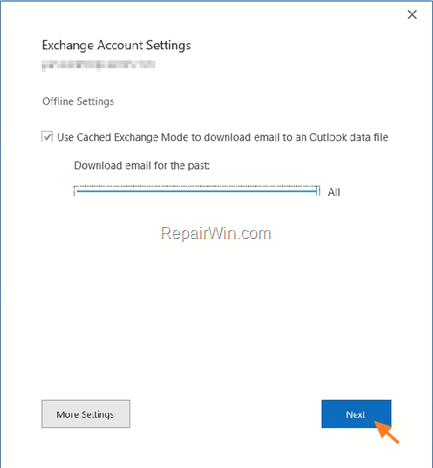 Exchange Account Settings
Offline Settings
Use Cached Exchange Mode to download email to an Outlook data file
Download email for the past:
All
RepairWin.com
More Settings
Next